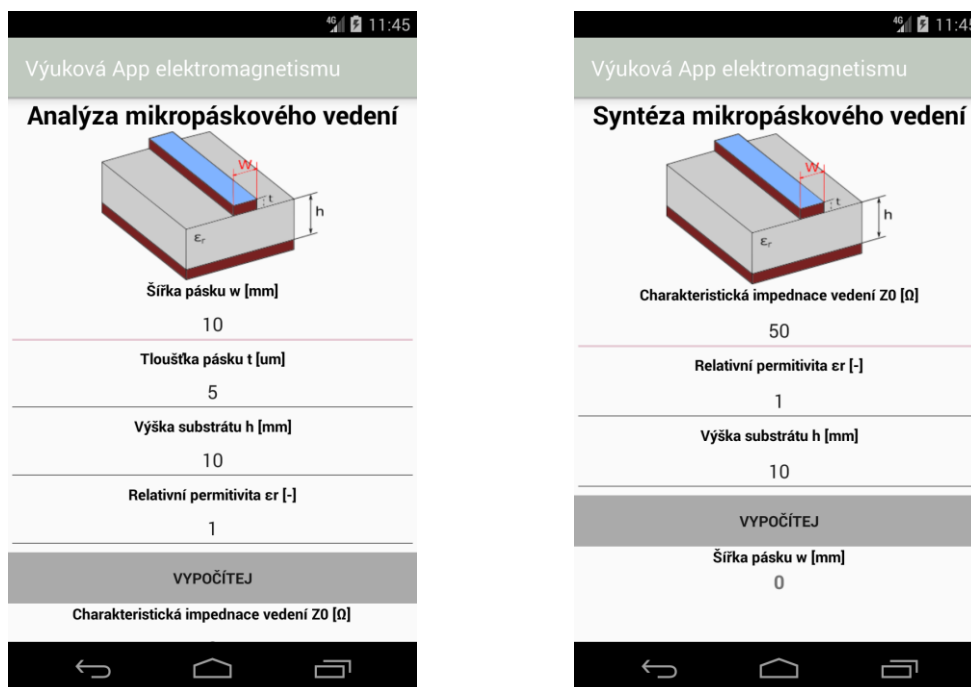 4G 11:45
Výuková App elektromagnetismu
Analýza mikropáskového vedení
W
t
h
εr
Šířka pásku w [mm]
10
Tloušťka pásku t [um]
5
Výška substrátu h [mm]
10
Relativní permitivita εr [-]
1
VYPOČÍTEJ
Charakteristická impednace vedení Z0 [Ω]
4G 11:45
Výuková App elektromagnetismu
Syntéza mikropáskového vedení
W
t
h
εr
Charakteristická impednace vedení Z0 [Ω]
50
Relativní permitivita εr [-]
1
Výška substrátu h [mm]
10
VYPOČÍTEJ
Šířka pásku w [mm]
0